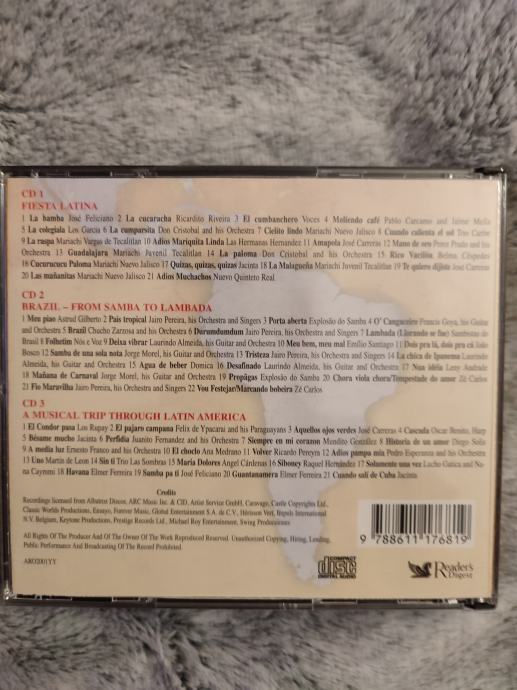 CD 1
FIESTA LATINA
1 La bamba José Feliciano 2 La cucaracha Ricardito Riveira 3 El cumbanchero Voces 4 Moliendo café Pablo Carcamo and Jaime Mella
5 La colegiala Los Garcia 6 La cumparsita Don Cristobal and his Orchestra 7 Cielito lindo Mariachi Nuevo Jalisco 8 Cuando calienta el sol Trio Caribe
9 La raspa Mariachi Vargas de Tecalitlan 10 Adios Mariquita Linda Las Hermanas Hernandez 11 Amapola José Carreras 12 Mano de oro Perez Prado and his
Orchestra 13 Guadalajara Mariachi Juvenil Tecalitlan 14 La paloma Don Cristobal and his Orchestra 15 Rico Vacilón Belma Céspedes
18 Cucurucucu Paloma Mariachi Nuevo Jalisco 17 Quizas, quizas, quizas Jacinta 18 La Malagueña Mariachi Juvenil Tecalitlan 19 Te quiero dijiste José Carreras
20 Las mañanitas Mariachi Nuevo Jalisco 21 Adios Muchachos Nuevo Quinteto Real
CD 2
BRAZIL – FROM SAMBA TO LAMBADA
1 Meu piao Astrud Gilberto 2 Pais tropical Jairo Pereira, his Orchestra and Singers 3 Porta aberta Explosão do Samba 4 O' Cangaceiro Francis Goya, his Guitar
and Orchestra 5 Brazil Chucho Zarzosa and his Orchestra 6 Durumdumdum Jairo Pereira, his Orchestra and Singers 7 Lambada (Llorando se fue) Sambistas do
Brasil 8 Folhetim Nós e Voz 9 Deixa vibrar Laurindo Almeida, his Guitar and Orchestra 10 Meu bem, meu mal Emilio Santiago 11 Dois pra lá, dois pra cá João
Bosco 12 Samba de una sola nota Jorge Morel, his Guitar and Orchestra 13 Tristeza Jairo Pereira, his Orchestra and Singers 14 La chica de Ipanema Laurindo
Almeida, his Guitar and Orchestra 15 Agua de beber Domica 16 Desafinado Laurindo Almeida, his Guitar and Orchestra 17 Nua idéia Leny Andrade
18 Mañana de Carnaval Jorge Morel, his Guitar and Orchestra 19 Propägas Explosão do Samba 20 Chora viola chora/Tempestade do amor Zé Carlos
21 Fio Maravilha Jairo Pereira, his Orchestra and Singers 22 Vou Festejar/Marcando bobeira Zé Carlos
CD 3
A MUSICAL TRIP THROUGH LATIN AMERICA
1 El Condor pasa Los Rupay 2 El pajaro campana Felix de Ypacarai and his Paraguayans 3 Aquellos ojos verdes José Carreras 4 Cascada Oscar Benito, Harp
5 Bésame mucho Jacinta 6 Perfidia Juanito Fernandez and his Orchestra 7 Siempre en mi corazon Mendito González 8 Historia de un amor Diego Solis
9 A media luz Ernesto Franco and his Orchestra 10 El choclo Ana Medrano 11 Volver Ricardo Pereyra 12 Adios pampa mia Pedro Esperanza and his Orchestra
13 Uno Martis de Leon 14 Sin ti Trio Las Sombras 15 Maria Dolores Angel Cárdenas 16 Siboney Raquel Hernández 17 Solamente una vez Lucho Gatica and No-
na Caymmi 18 Havana Elmer Ferreira 19 Samba pa ti José Feliciano 20 Guantanamera Elmer Ferreira 21 Cuando salí de Cuba Jacinta
Credits
Recordings licensed from Albatros Discos, ARC Music Inc. & CID, Artist Service GmbH, Caravage, Castle Copyrights Ltd.,
Classic Worlds Productions, Ensayo, Forever Music, Global Entertainment S.A. de C.V., Hérisson Vert, Impuls International
N.V. Belgium, Keytone Productions, Prestige Records Ltd., Michael Roy Entertainment, Swing Productions
All Rights Of The Producer And Of The Owner Of The Work Reproduced Reserved. Unauthorized Copying, Hiring, Lending,
Public Performance And Broadcasting Of The Record Prohibited.
9 788611 176819
COMPACT
disc
DIGITAL AUDIO
Reader's
Digest